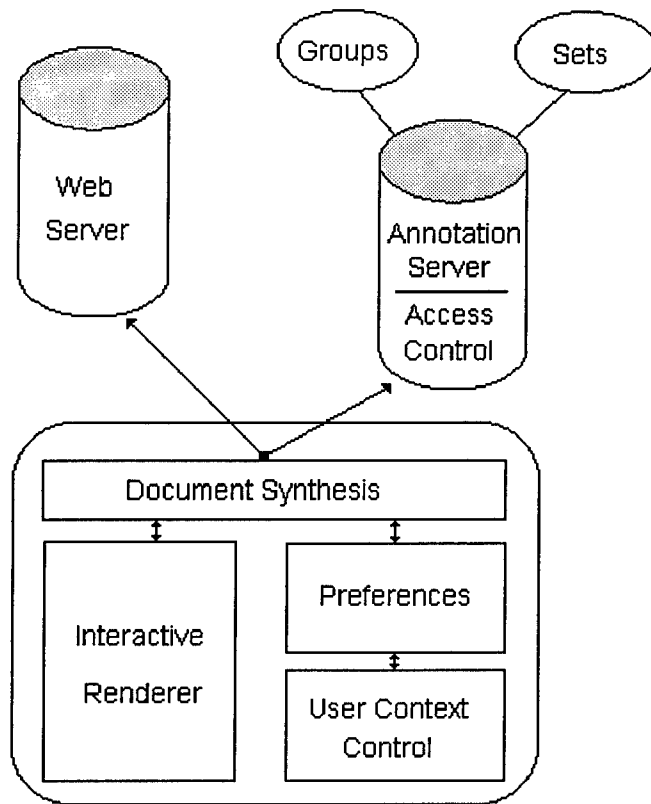 Groups
Sets
Web
Server
Annotation
Server
Access
Control
Document Synthesis
Interactive
Renderer
Preferences
User Context
Control